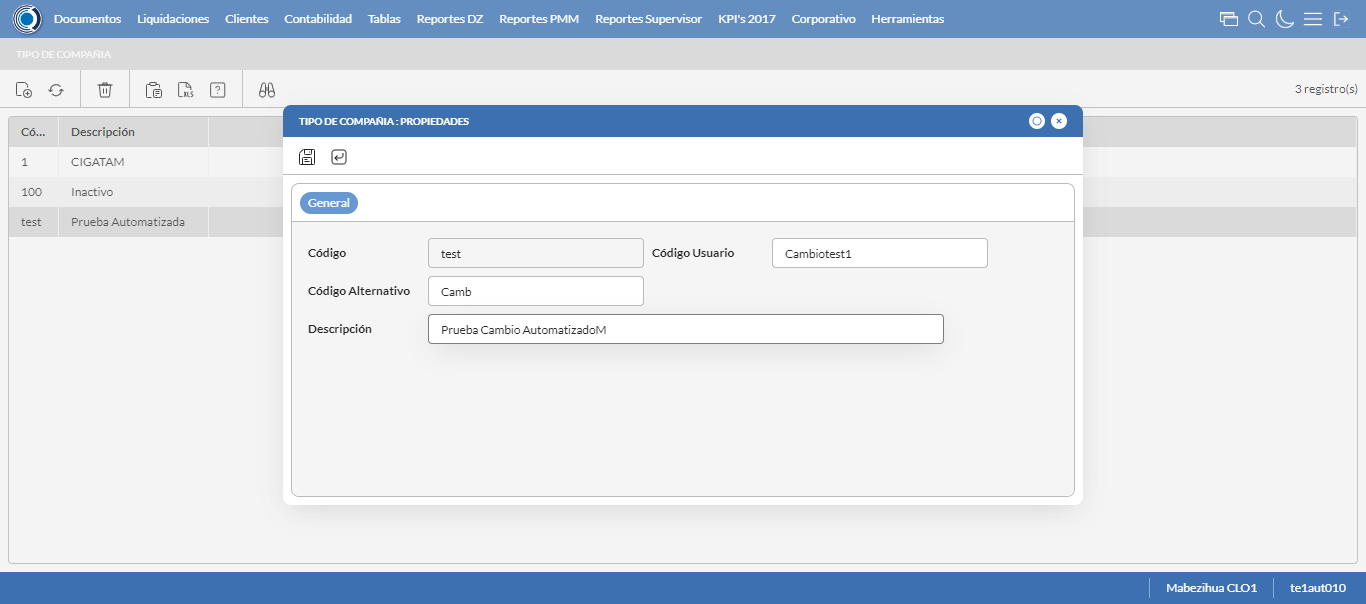 Documentos Liquidaciones Clientes Contabilidad Tablas Reportes DZ Reportes PMM Reportes Supervisor KPI's 2017 Corporativo Herramientas
TIPO DE COMPAÑIA
XLS ? 3 registro(s)
Có... Descripción
1 CIGATAM
100 Inactivo
test Prueba Automatizada
TIPO DE COMPAÑIA : PROPIEDADES
General
Código test Código Usuario Cambiotest1
Código Alternativo Camb
Descripción Prueba Cambio AutomatizadoM
Mabezihua CLO1 te1aut010